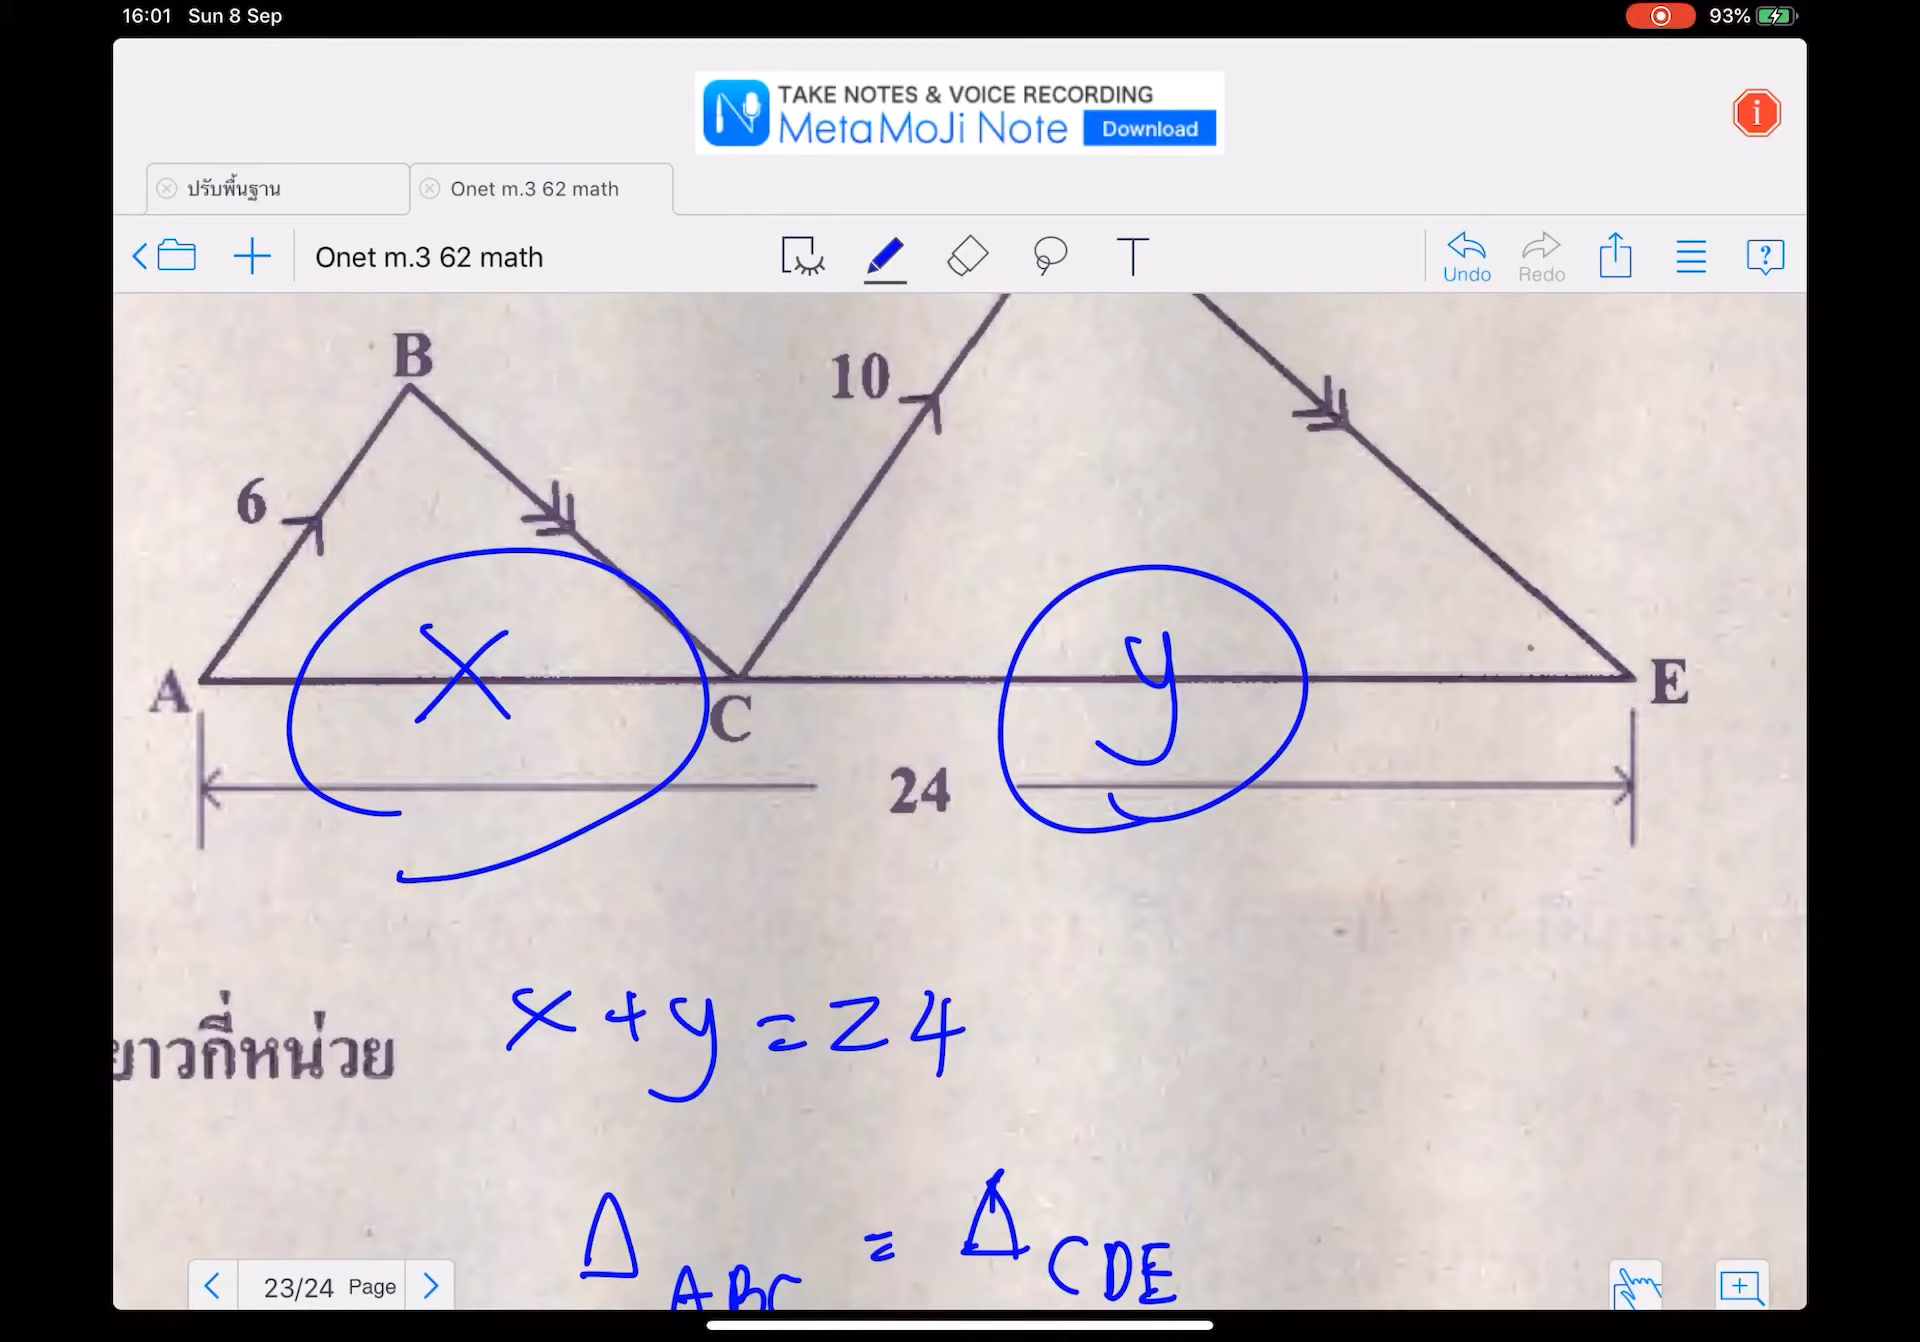 16:01 Sun 8 Sep 93%
TAKE NOTES & VOICE RECORDING
MetaMoJi Note Download
ปรับพื้นฐาน Onet m.3 62 math
Onet m.3 62 math T Undo Redo
B
10
6
x y
A C E
24
ยาวกี่หน่วย x+y=24
Δ ABC = Δ CDE
23/24 Page